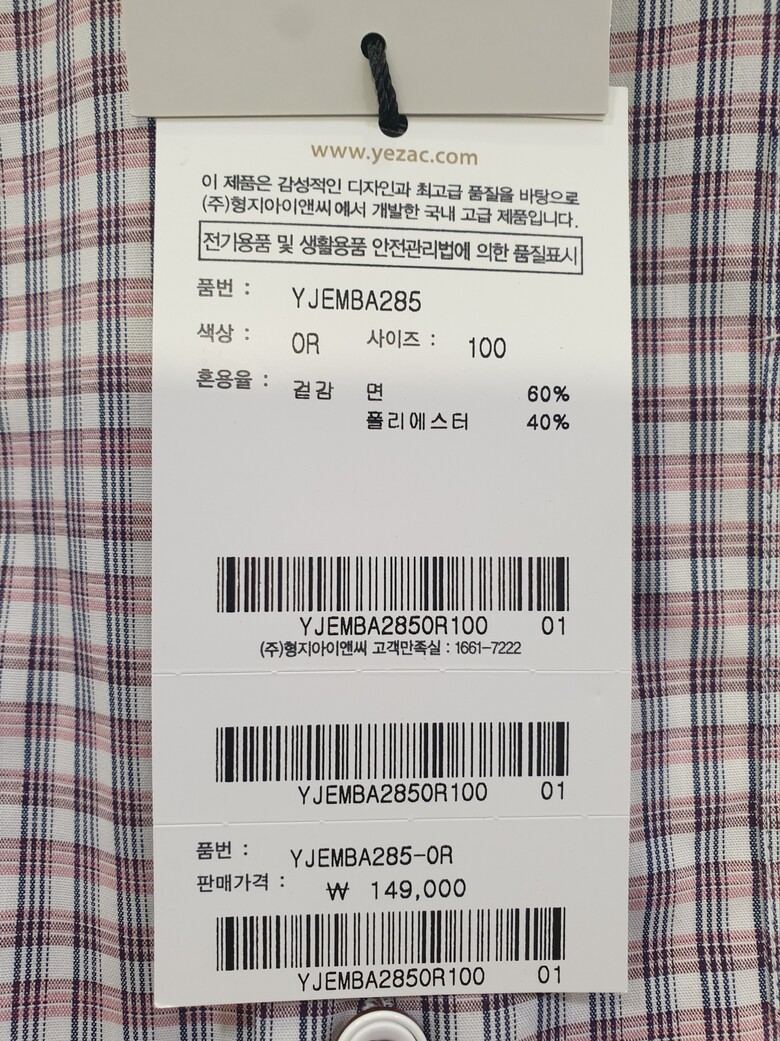 www.yezac.com
이 제품은 감성적인 디자인과 최고급 품질을 바탕으로
(주)형지아이앤씨에서 개발한 국내 고급 제품입니다.
전기용품 및 생활용품 안전관리법에 의한 품질표시
품번 : YJEMBA285
색상 : OR 사이즈 : 100
혼용율 : 겉감 면 60%
폴리에스터 40%
YJEMBA285OR100 01
(주)형지아이앤씨 고객만족실 : 1661-7222
YJEMBA285OR100 01
품번 : YJEMBA285-OR
판매가격 : ₩ 149,000
YJEMBA285OR100 01